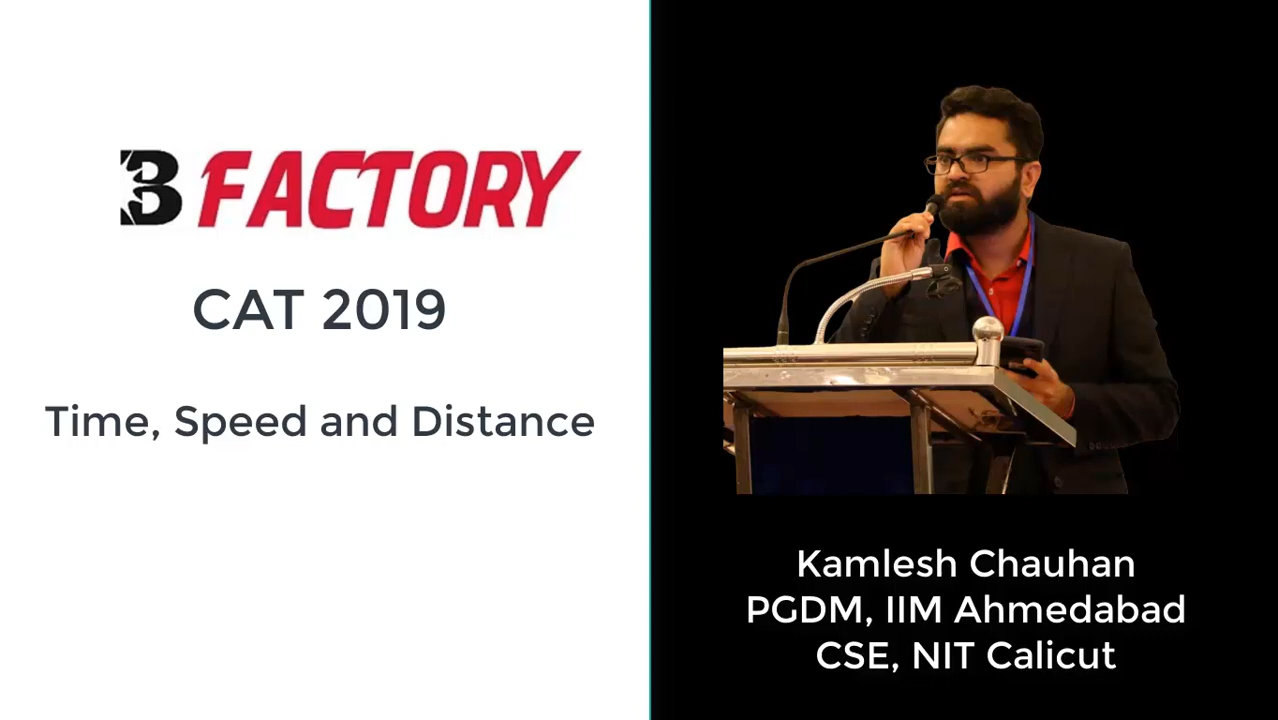 B FACTORY
CAT 2019
Time, Speed and Distance
Kamlesh Chauhan
PGDM, IIM Ahmedabad
CSE, NIT Calicut